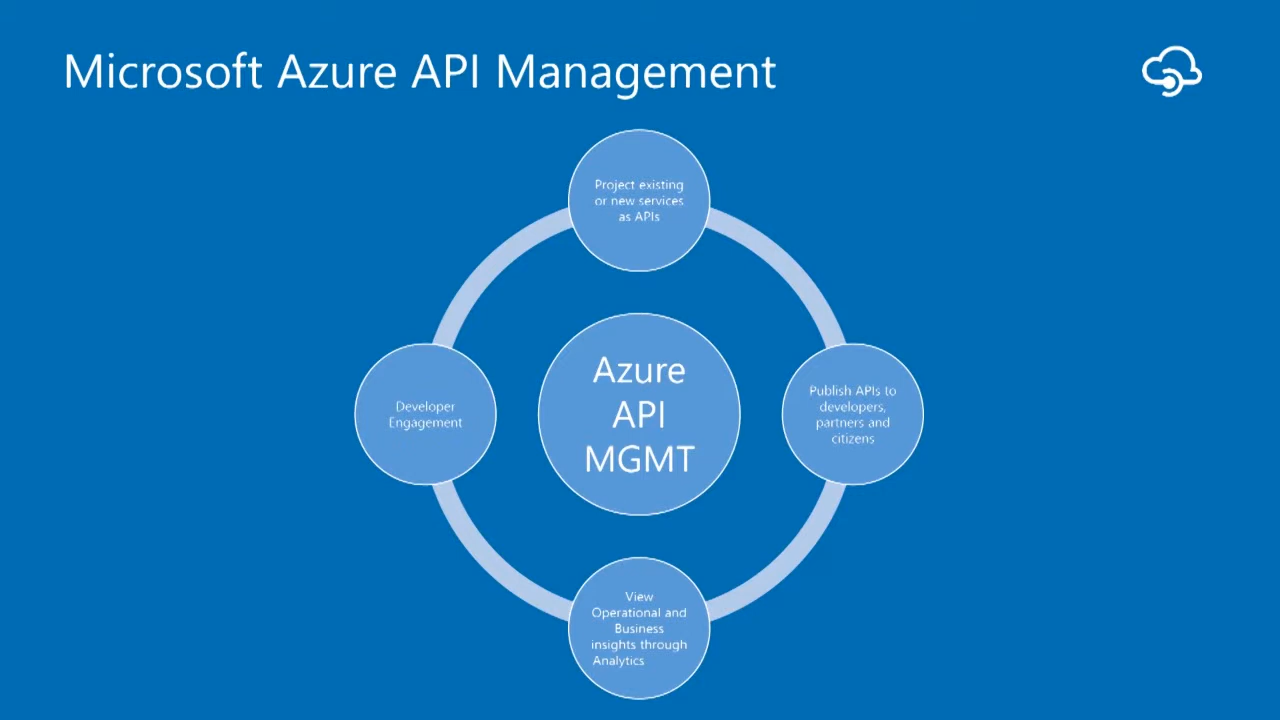 Microsoft Azure API Management
Project existing
or new services
as APIs
Azure
API
MGMT
Developer
Engagement
Publish APIs to
developers,
partners and
citizens
View
Operational and
Business
insights through
Analytics